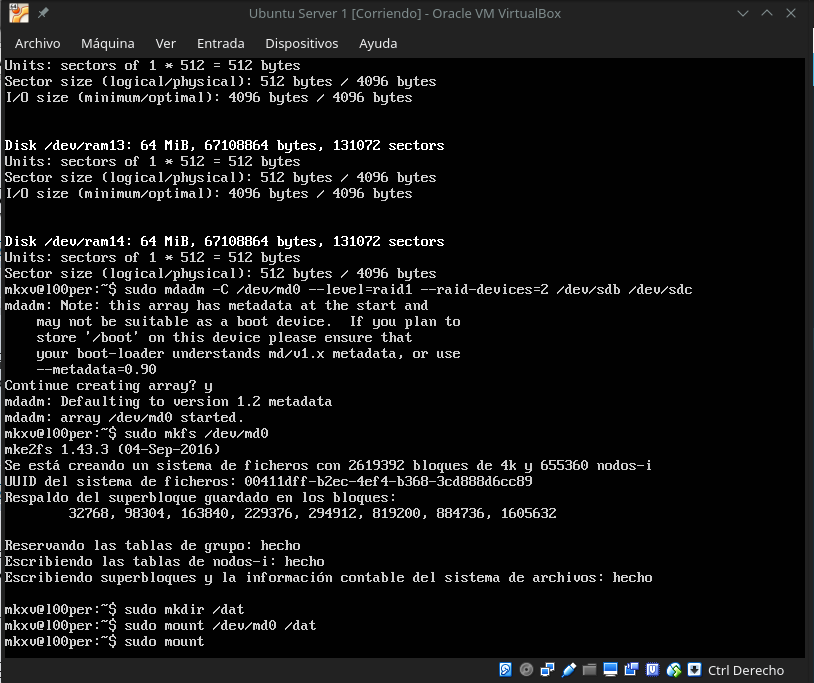 Ubuntu Server 1 [Corriendo] - Oracle VM VirtualBox
Archivo Máquina Ver Entrada Dispositivos Ayuda
Units: sectors of 1 * 512 = 512 bytes
Sector size (logical/physical): 512 bytes / 4096 bytes
I/O size (minimum/optimal): 4096 bytes / 4096 bytes
Disk /dev/ram13: 64 MiB, 67108864 bytes, 131072 sectors
Units: sectors of 1 * 512 = 512 bytes
Sector size (logical/physical): 512 bytes / 4096 bytes
I/O size (minimum/optimal): 4096 bytes / 4096 bytes
Disk /dev/ram14: 64 MiB, 67108864 bytes, 131072 sectors
Units: sectors of 1 * 512 = 512 bytes
Sector size (logical/physical): 512 bytes / 4096 bytes
mkxv@l00per:~$ sudo mdadm -C /dev/md0 --level=raid1 --raid-devices=2 /dev/sdb /dev/sdc
mdadm: Note: this array has metadata at the start and
    may not be suitable as a boot device.  If you plan to
    store '/boot' on this device please ensure that
    your boot-loader understands md/v1.x metadata, or use
    --metadata=0.90
Continue creating array? y
mdadm: Defaulting to version 1.2 metadata
mdadm: array /dev/md0 started.
mkxv@l00per:~$ sudo mkfs /dev/md0
mke2fs 1.43.3 (04-Sep-2016)
Se está creando un sistema de ficheros con 2619392 bloques de 4k y 655360 nodos-i
UUID del sistema de ficheros: 00411dff-b2ec-4ef4-b368-3cd888d6cc89
Respaldo del superbloque guardado en los bloques:
        32768, 98304, 163840, 229376, 294912, 819200, 884736, 1605632
Reservando las tablas de grupo: hecho
Escribiendo las tablas de nodos-i: hecho
Escribiendo superbloques y la información contable del sistema de archivos: hecho
mkxv@l00per:~$ sudo mkdir /dat
mkxv@l00per:~$ sudo mount /dev/md0 /dat
mkxv@l00per:~$ sudo mount
Ctrl Derecho